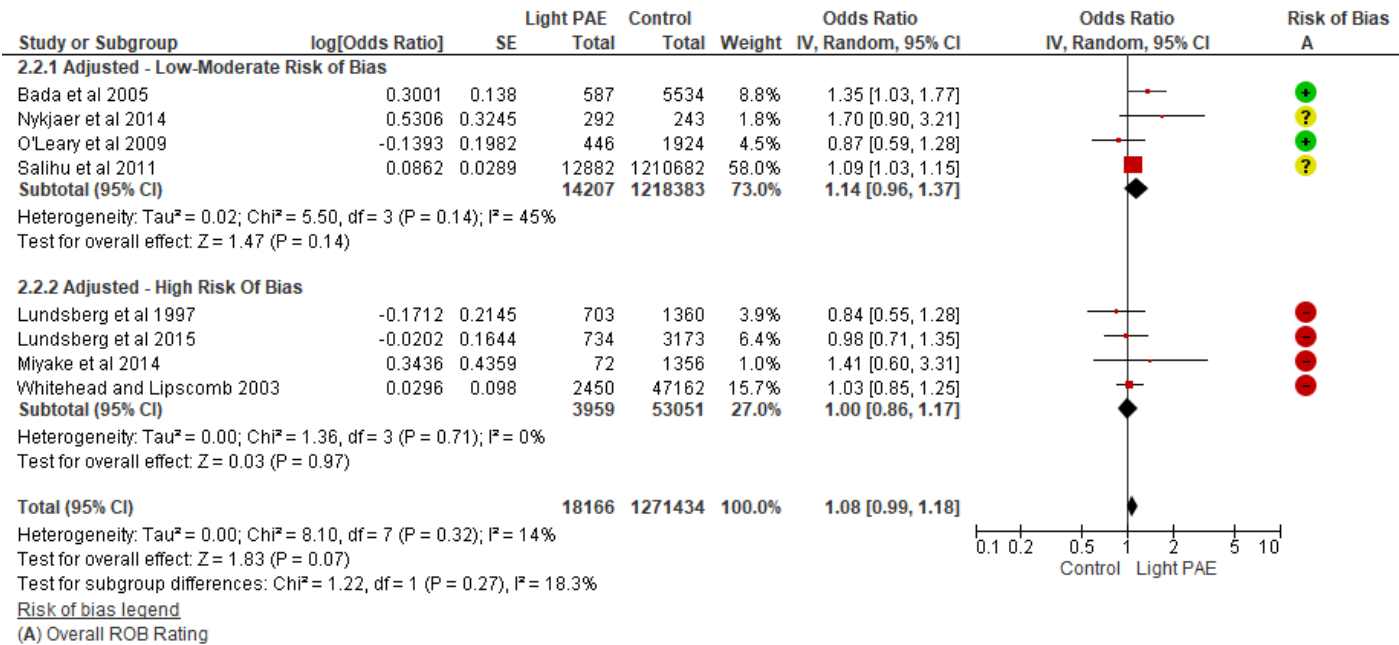 Light PAE Control Odds Ratio Odds Ratio Risk of Bias
Study or Subgroup log[Odds Ratio] SE Total Total Weight IV, Random, 95% CI IV, Random, 95% CI A
2.2.1 Adjusted - Low-Moderate Risk of Bias
Bada et al 2005 0.3001 0.138 587 5534 8.8% 1.35 [1.03, 1.77] +
Nykjaer et al 2014 0.5306 0.3245 292 243 1.8% 1.70 [0.90, 3.21] ?
O'Leary et al 2009 -0.1393 0.1982 446 1924 4.5% 0.87 [0.59, 1.28] +
Salihu et al 2011 0.0862 0.0289 12882 1210682 58.0% 1.09 [1.03, 1.15] ?
Subtotal (95% CI) 14207 1218383 73.0% 1.14 [0.96, 1.37]
Heterogeneity: Tau² = 0.02; Chi² = 5.50, df = 3 (P = 0.14); I² = 45%
Test for overall effect: Z = 1.47 (P = 0.14)
2.2.2 Adjusted - High Risk Of Bias
Lundsberg et al 1997 -0.1712 0.2145 703 1360 3.9% 0.84 [0.55, 1.28] -
Lundsberg et al 2015 -0.0202 0.1644 734 3173 6.4% 0.98 [0.71, 1.35] -
Miyake et al 2014 0.3436 0.4359 72 1356 1.0% 1.41 [0.60, 3.31] -
Whitehead and Lipscomb 2003 0.0296 0.098 2450 47162 15.7% 1.03 [0.85, 1.25] -
Subtotal (95% CI) 3959 53051 27.0% 1.00 [0.86, 1.17]
Heterogeneity: Tau² = 0.00; Chi² = 1.36, df = 3 (P = 0.71); I² = 0%
Test for overall effect: Z = 0.03 (P = 0.97)
Total (95% CI) 18166 1271434 100.0% 1.08 [0.99, 1.18]
Heterogeneity: Tau² = 0.00; Chi² = 8.10, df = 7 (P = 0.32); I² = 14%
Test for overall effect: Z = 1.83 (P = 0.07)
Test for subgroup differences: Chi² = 1.22, df = 1 (P = 0.27), I² = 18.3%
0.1 0.2 0.5 1 2 5 10
Control Light PAE
Risk of bias legend
(A) Overall ROB Rating